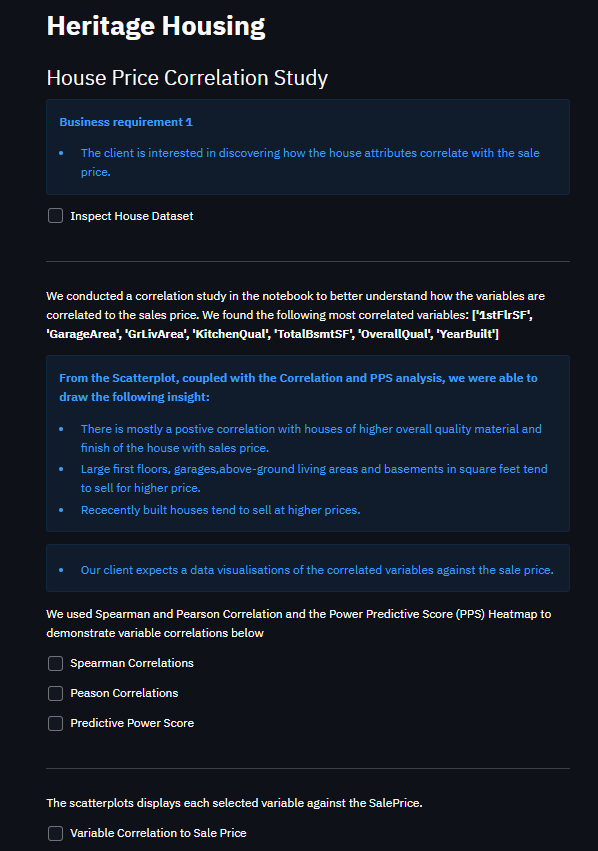 Heritage Housing
House Price Correlation Study
Business requirement 1
• The client is interested in discovering how the house attributes correlate with the sale
price.
Inspect House Dataset
We conducted a correlation study in the notebook to better understand how the variables are
correlated to the sales price. We found the following most correlated variables: ['1stFlrSF',
'GarageArea', 'GrLivArea', 'KitchenQual', 'TotalBsmtSF', 'OverallQual', 'YearBuilt']
From the Scatterplot, coupled with the Correlation and PPS analysis, we were able to
draw the following insight:
• There is mostly a postive correlation with houses of higher overall quality material and
finish of the house with sales price.
• Large first floors, garages,above-ground living areas and basements in square feet tend
to sell for higher price.
• Rececently built houses tend to sell at higher prices.
• Our client expects a data visualisations of the correlated variables against the sale price.
We used Spearman and Pearson Correlation and the Power Predictive Score (PPS) Heatmap to
demonstrate variable correlations below
Spearman Correlations
Peason Correlations
Predictive Power Score
The scatterplots displays each selected variable against the SalePrice.
Variable Correlation to Sale Price